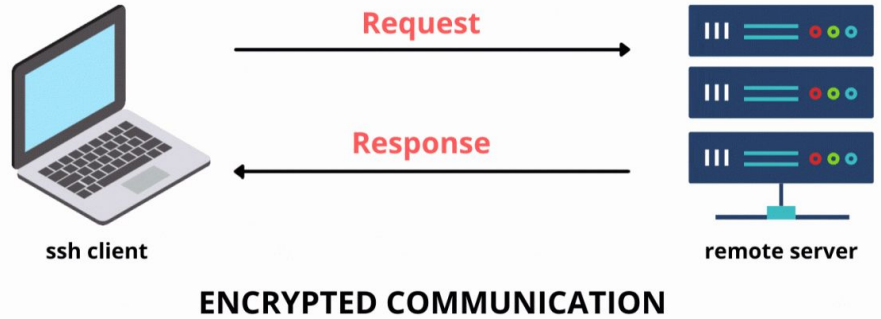 Request
Response
ssh client
remote server
ENCRYPTED COMMUNICATION